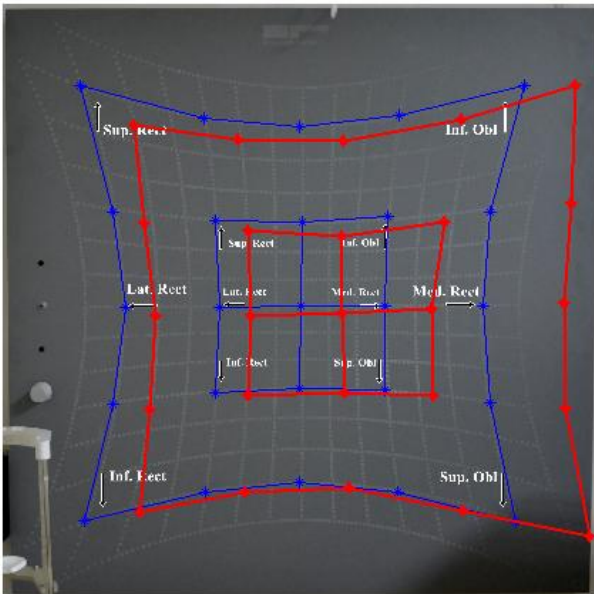 Sup. Rect Inf. Obl
Sup. Rect Inf. Obl
Lat. Rect Lat. Rect Med. Rect Med. Rect
Inf. Rect Sup. Obl
Inf. Rect Sup. Obl